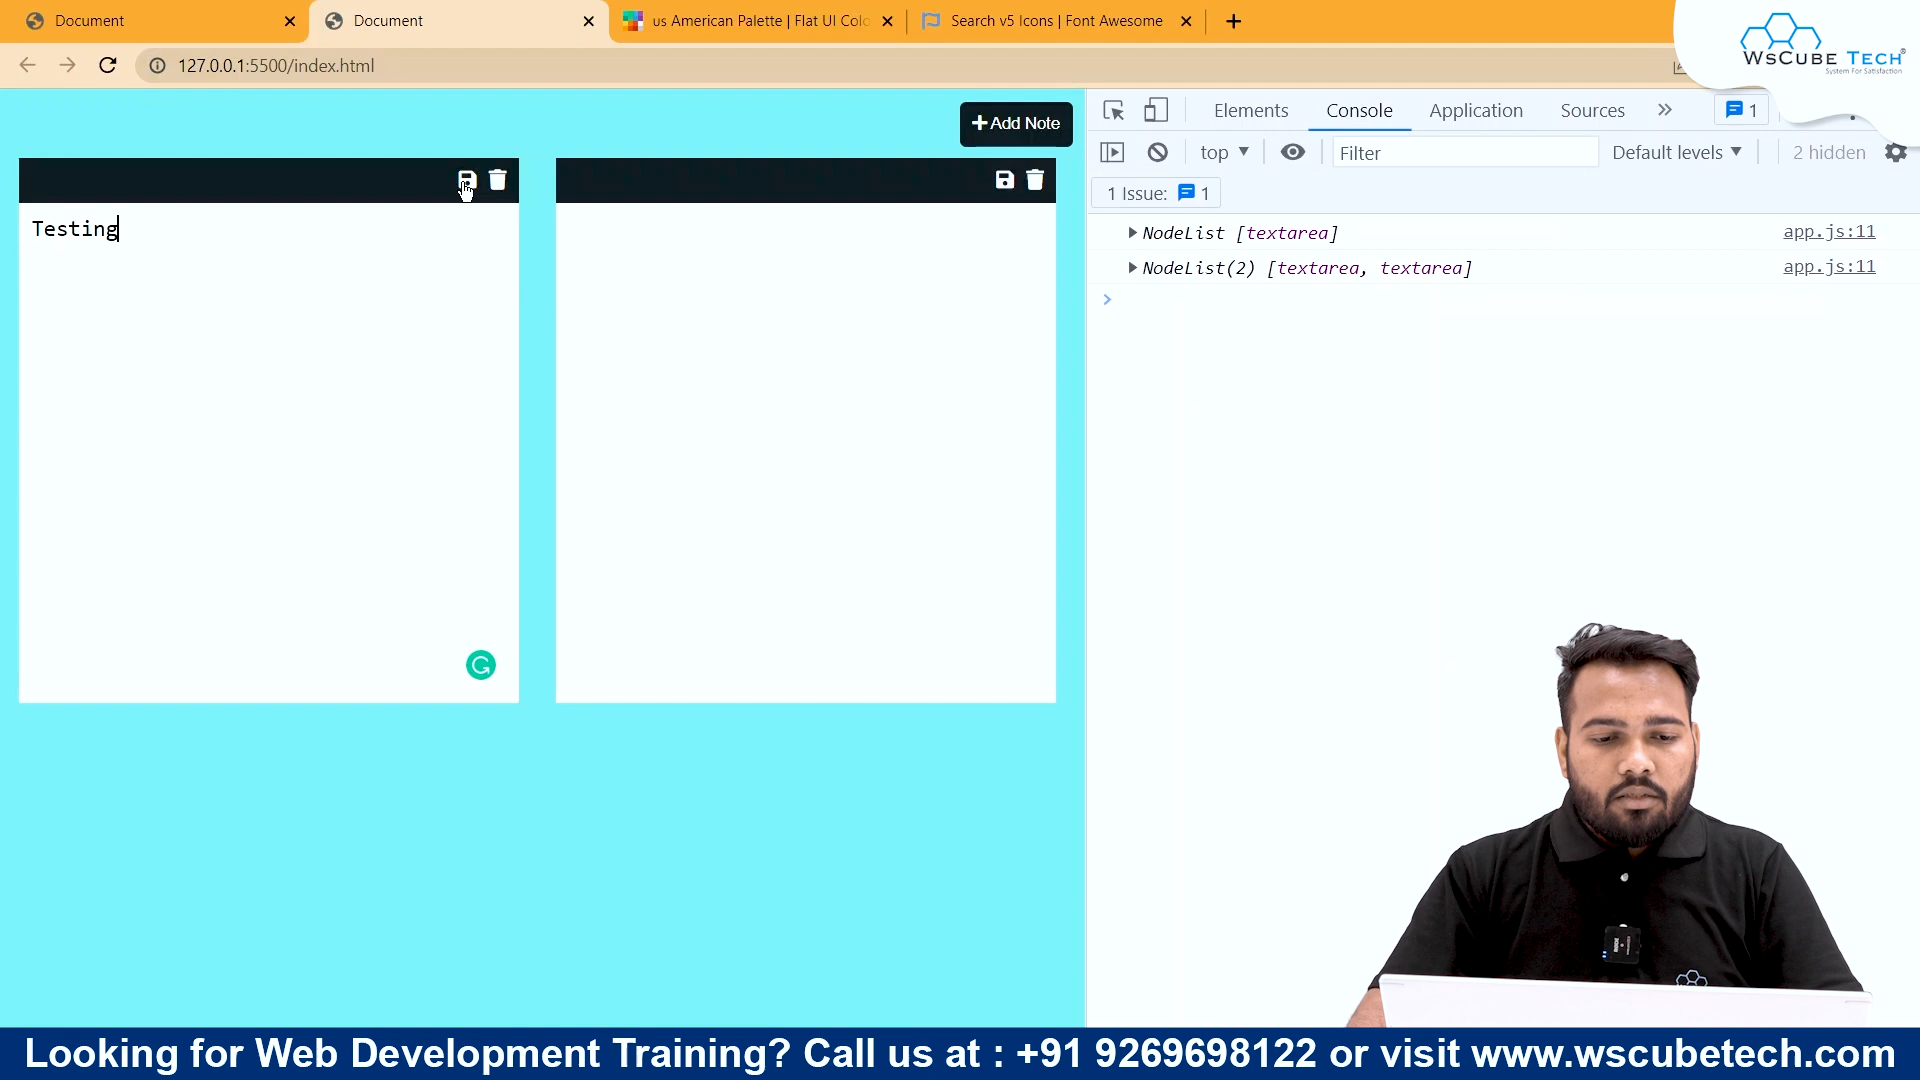 Document
Document
us American Palette | Flat UI Colo
Search v5 Icons | Font Awesome
127.0.0.1:5500/index.html
WsCube Tech®
System For Satisfaction
Add Note
Testing
Elements
Console
Application
Sources
1
top
Filter
Default levels
2 hidden
1 Issue: 1
NodeList [textarea]
app.js:11
NodeList(2) [textarea, textarea]
app.js:11
Looking for Web Development Training? Call us at : +91 9269698122 or visit www.wscubetech.com